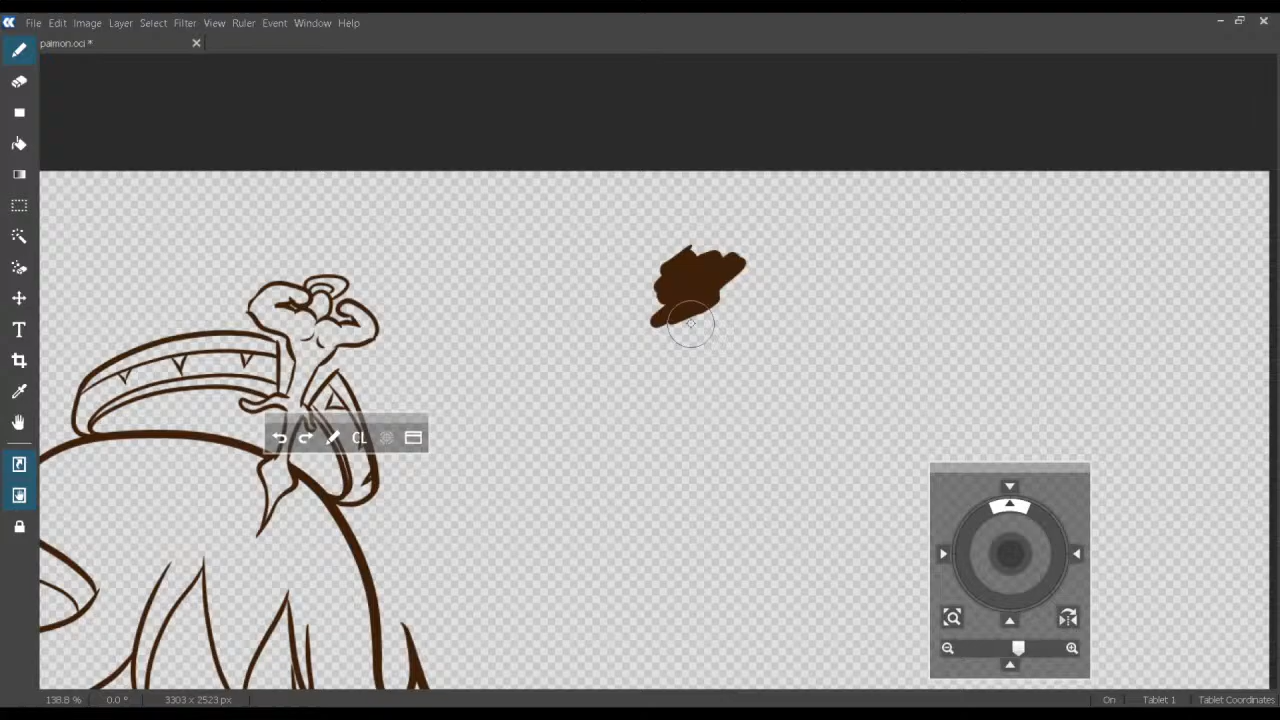 File Edit Image Layer Select Filter View Ruler Event Window Help
paimon.oci *
T
CL
138.8 % 0.0 ° 3303 x 2523 px On Tablet 1 Tablet Coordinates